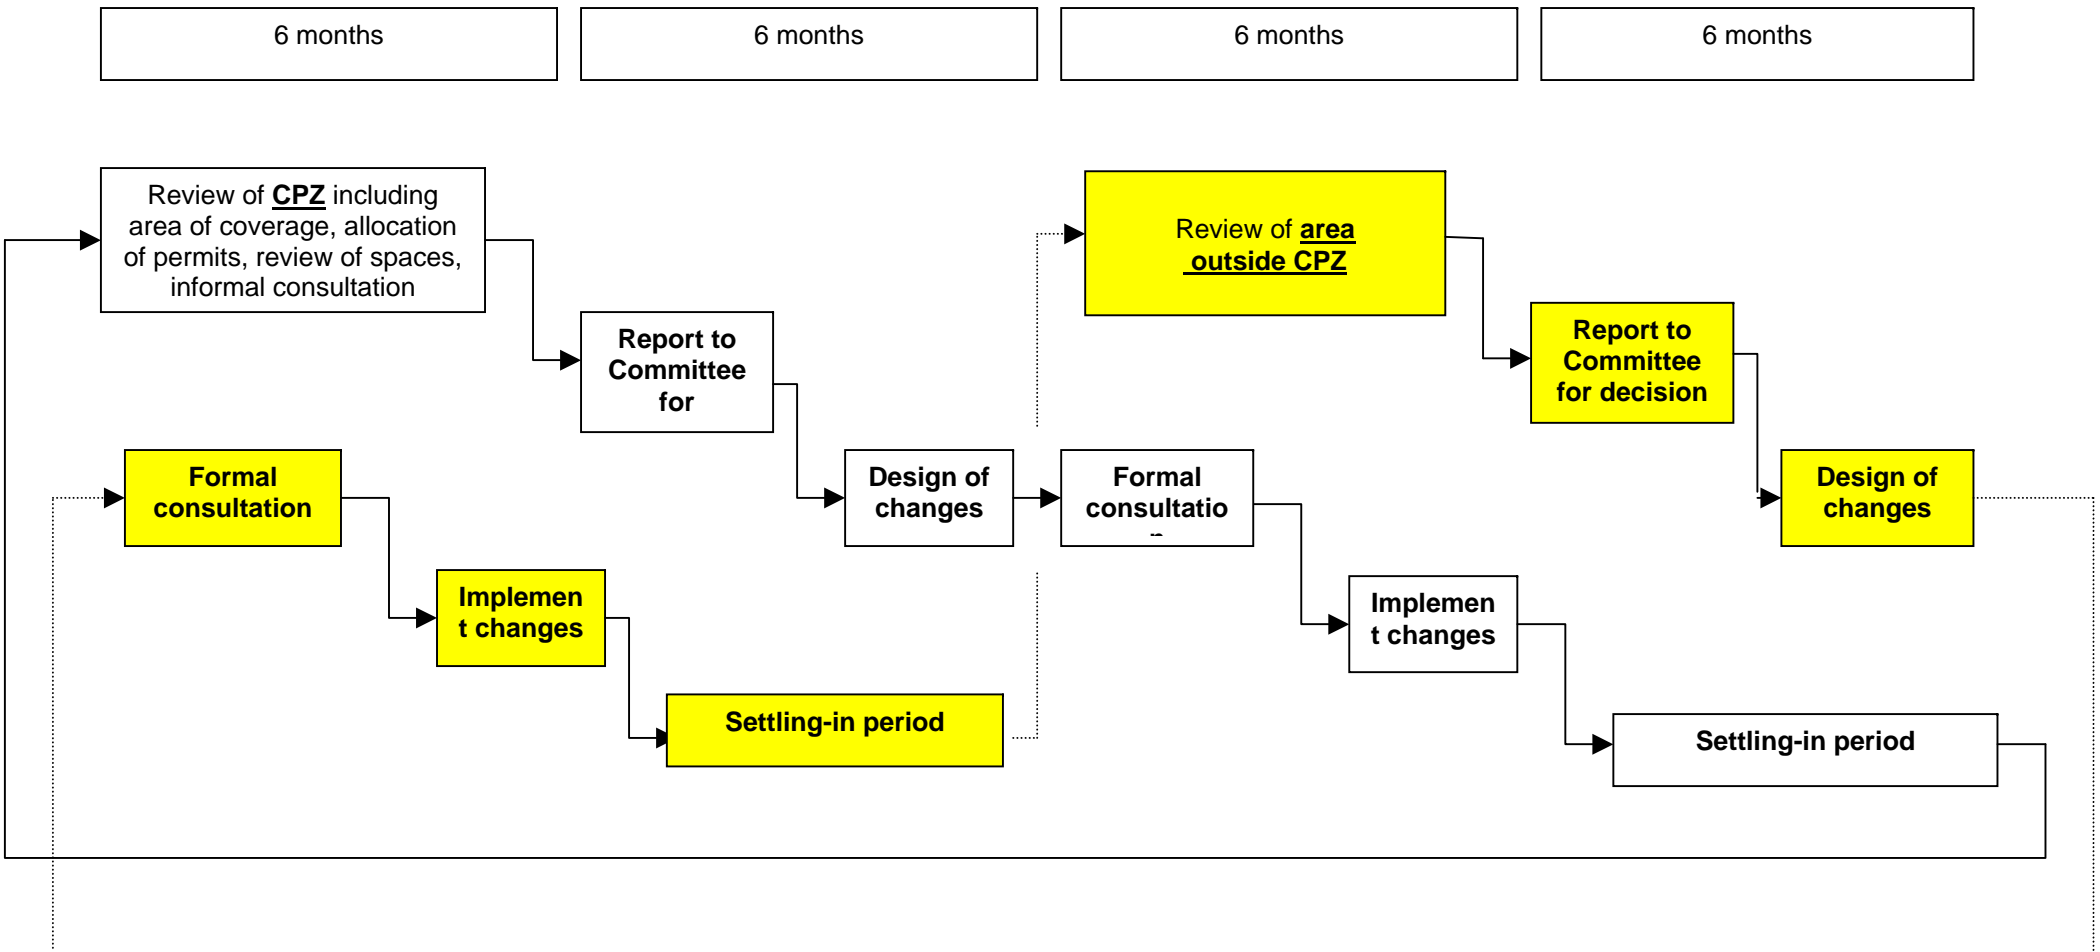 6 months
6 months
6 months
6 months
Review of CPZ including
area of coverage, allocation
of permits, review of spaces,
informal consultation
Review of area
outside CPZ
Report to
Committee
for
Report to
Committee
for decision
Formal
consultation
Design of
changes
Formal
consultatio
Design of
changes
Implemen
t changes
Implemen
t changes
Settling-in period
Settling-in period